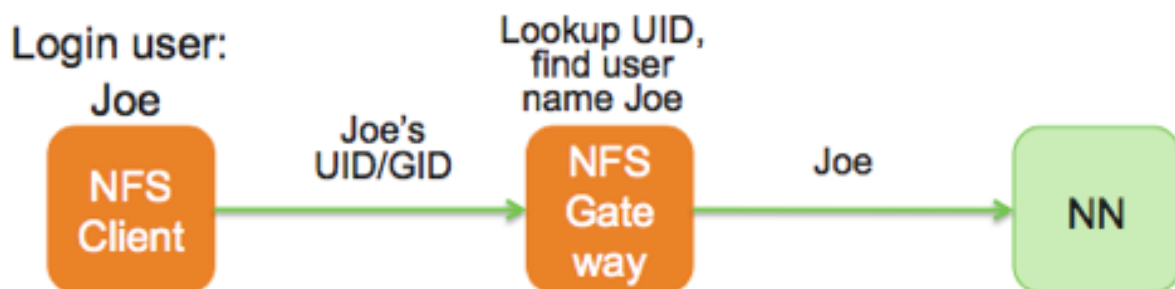 Login user:
Joe
NFS
Client
Joe's
UID/GID
Lookup UID,
find user
name Joe
NFS
Gate
way
Joe
NN